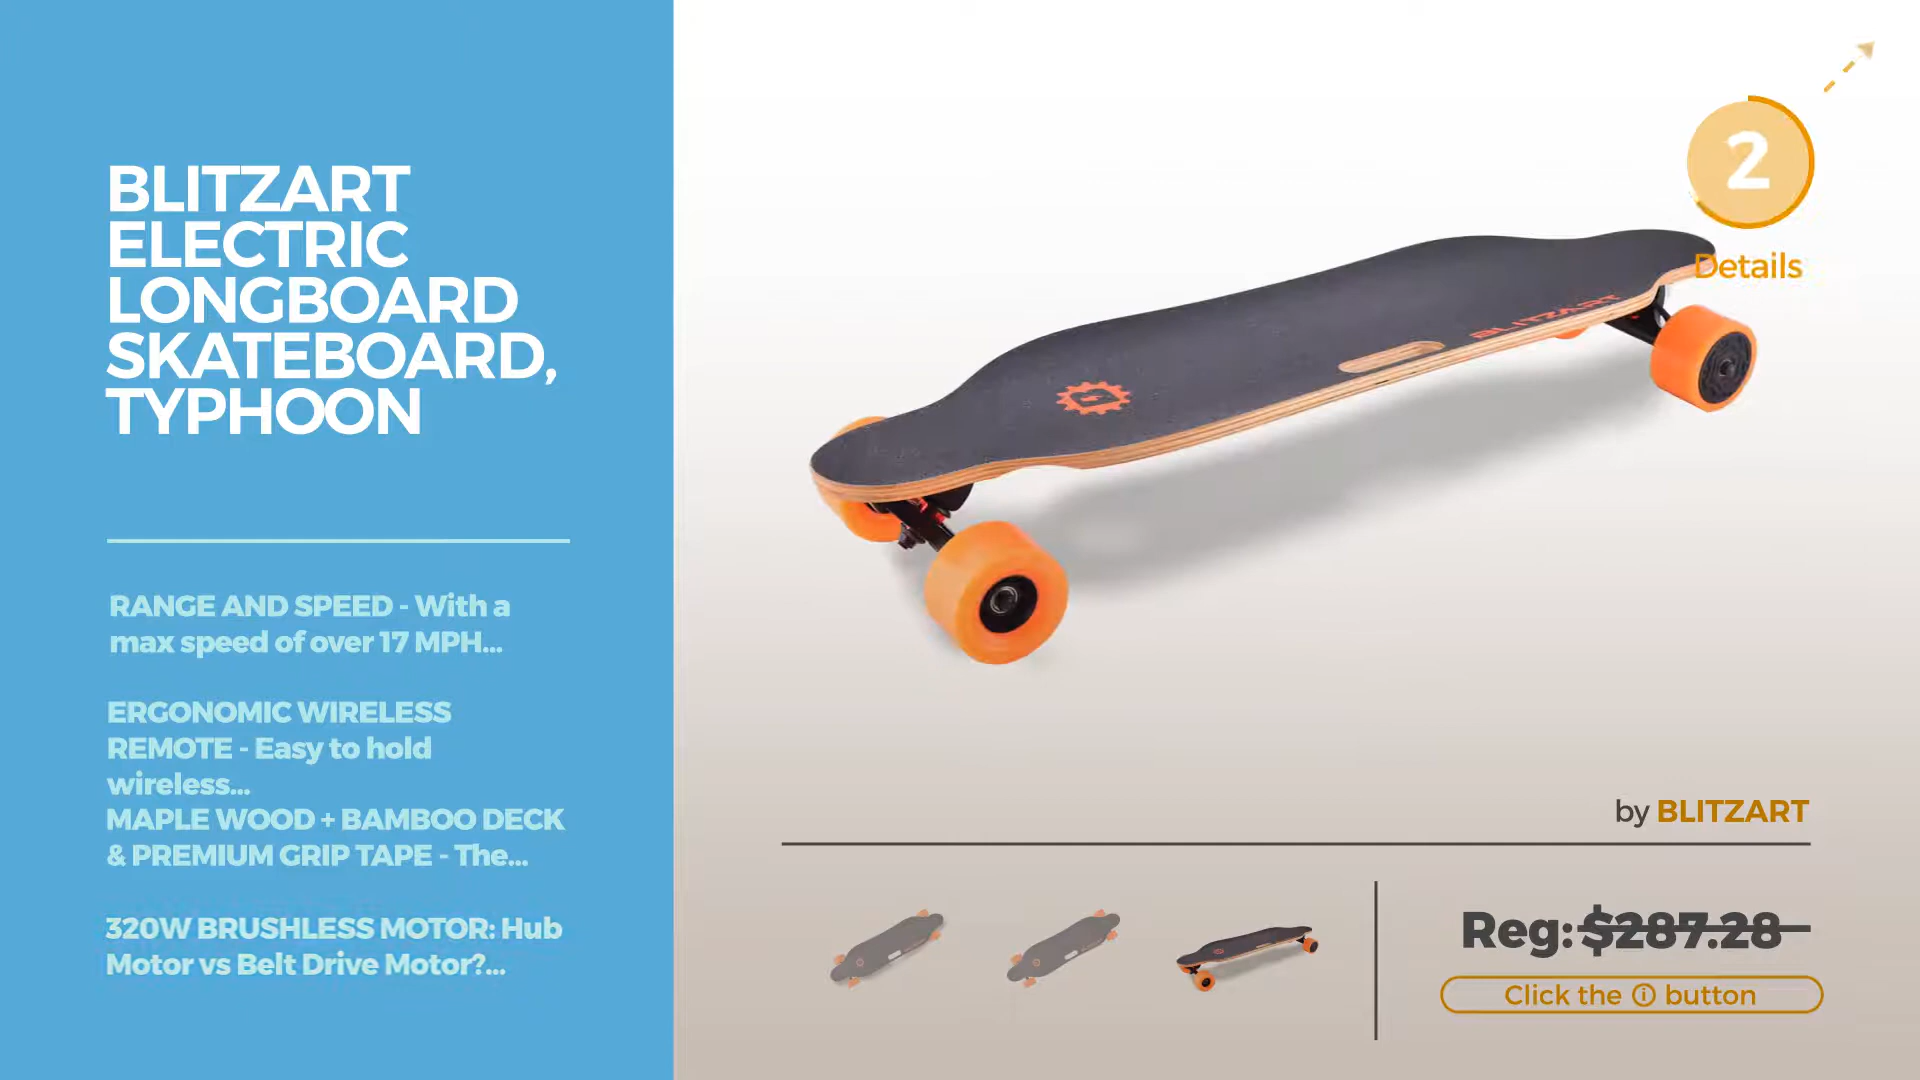 BLITZART
ELECTRIC
LONGBOARD
SKATEBOARD,
TYPHOON
RANGE AND SPEED - With a
max speed of over 17 MPH...
ERGONOMIC WIRELESS
REMOTE - Easy to hold
wireless...
MAPLE WOOD + BAMBOO DECK
& PREMIUM GRIP TAPE - The...
320W BRUSHLESS MOTOR: Hub
Motor vs Belt Drive Motor?...
2
Details
BLITZART
by BLITZART
Reg: $287.28
Click the ⓘ button